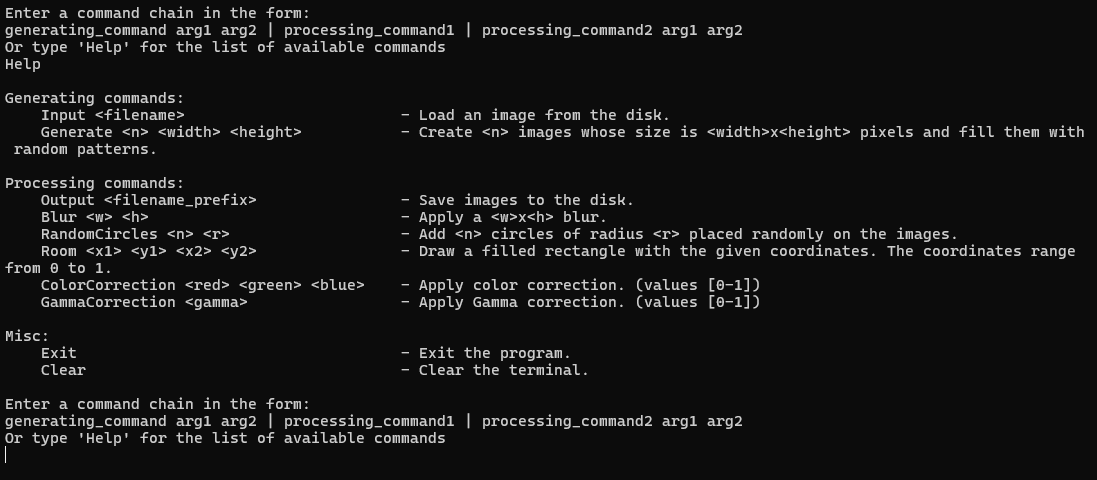 Enter a command chain in the form:
generating_command arg1 arg2 | processing_command1 | processing_command2 arg1 arg2
Or type 'Help' for the list of available commands
Help

Generating commands:
    Input <filename>                        - Load an image from the disk.
    Generate <n> <width> <height>           - Create <n> images whose size is <width>x<height> pixels and fill them with
 random patterns.

Processing commands:
    Output <filename_prefix>                - Save images to the disk.
    Blur <w> <h>                            - Apply a <w>x<h> blur.
    RandomCircles <n> <r>                   - Add <n> circles of radius <r> placed randomly on the images.
    Room <x1> <y1> <x2> <y2>                - Draw a filled rectangle with the given coordinates. The coordinates range
from 0 to 1.
    ColorCorrection <red> <green> <blue>    - Apply color correction. (values [0-1])
    GammaCorrection <gamma>                 - Apply Gamma correction. (values [0-1])

Misc:
    Exit                                    - Exit the program.
    Clear                                   - Clear the terminal.

Enter a command chain in the form:
generating_command arg1 arg2 | processing_command1 | processing_command2 arg1 arg2
Or type 'Help' for the list of available commands